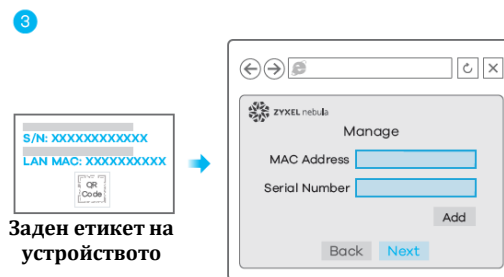 3
S/N: XXXXXXXXXXXX
LAN MAC: XXXXXXXXXX
QR
Code
Заден етикет на
устройството
ZYXEL nebula
Manage
MAC Address
Serial Number
Add
Back Next